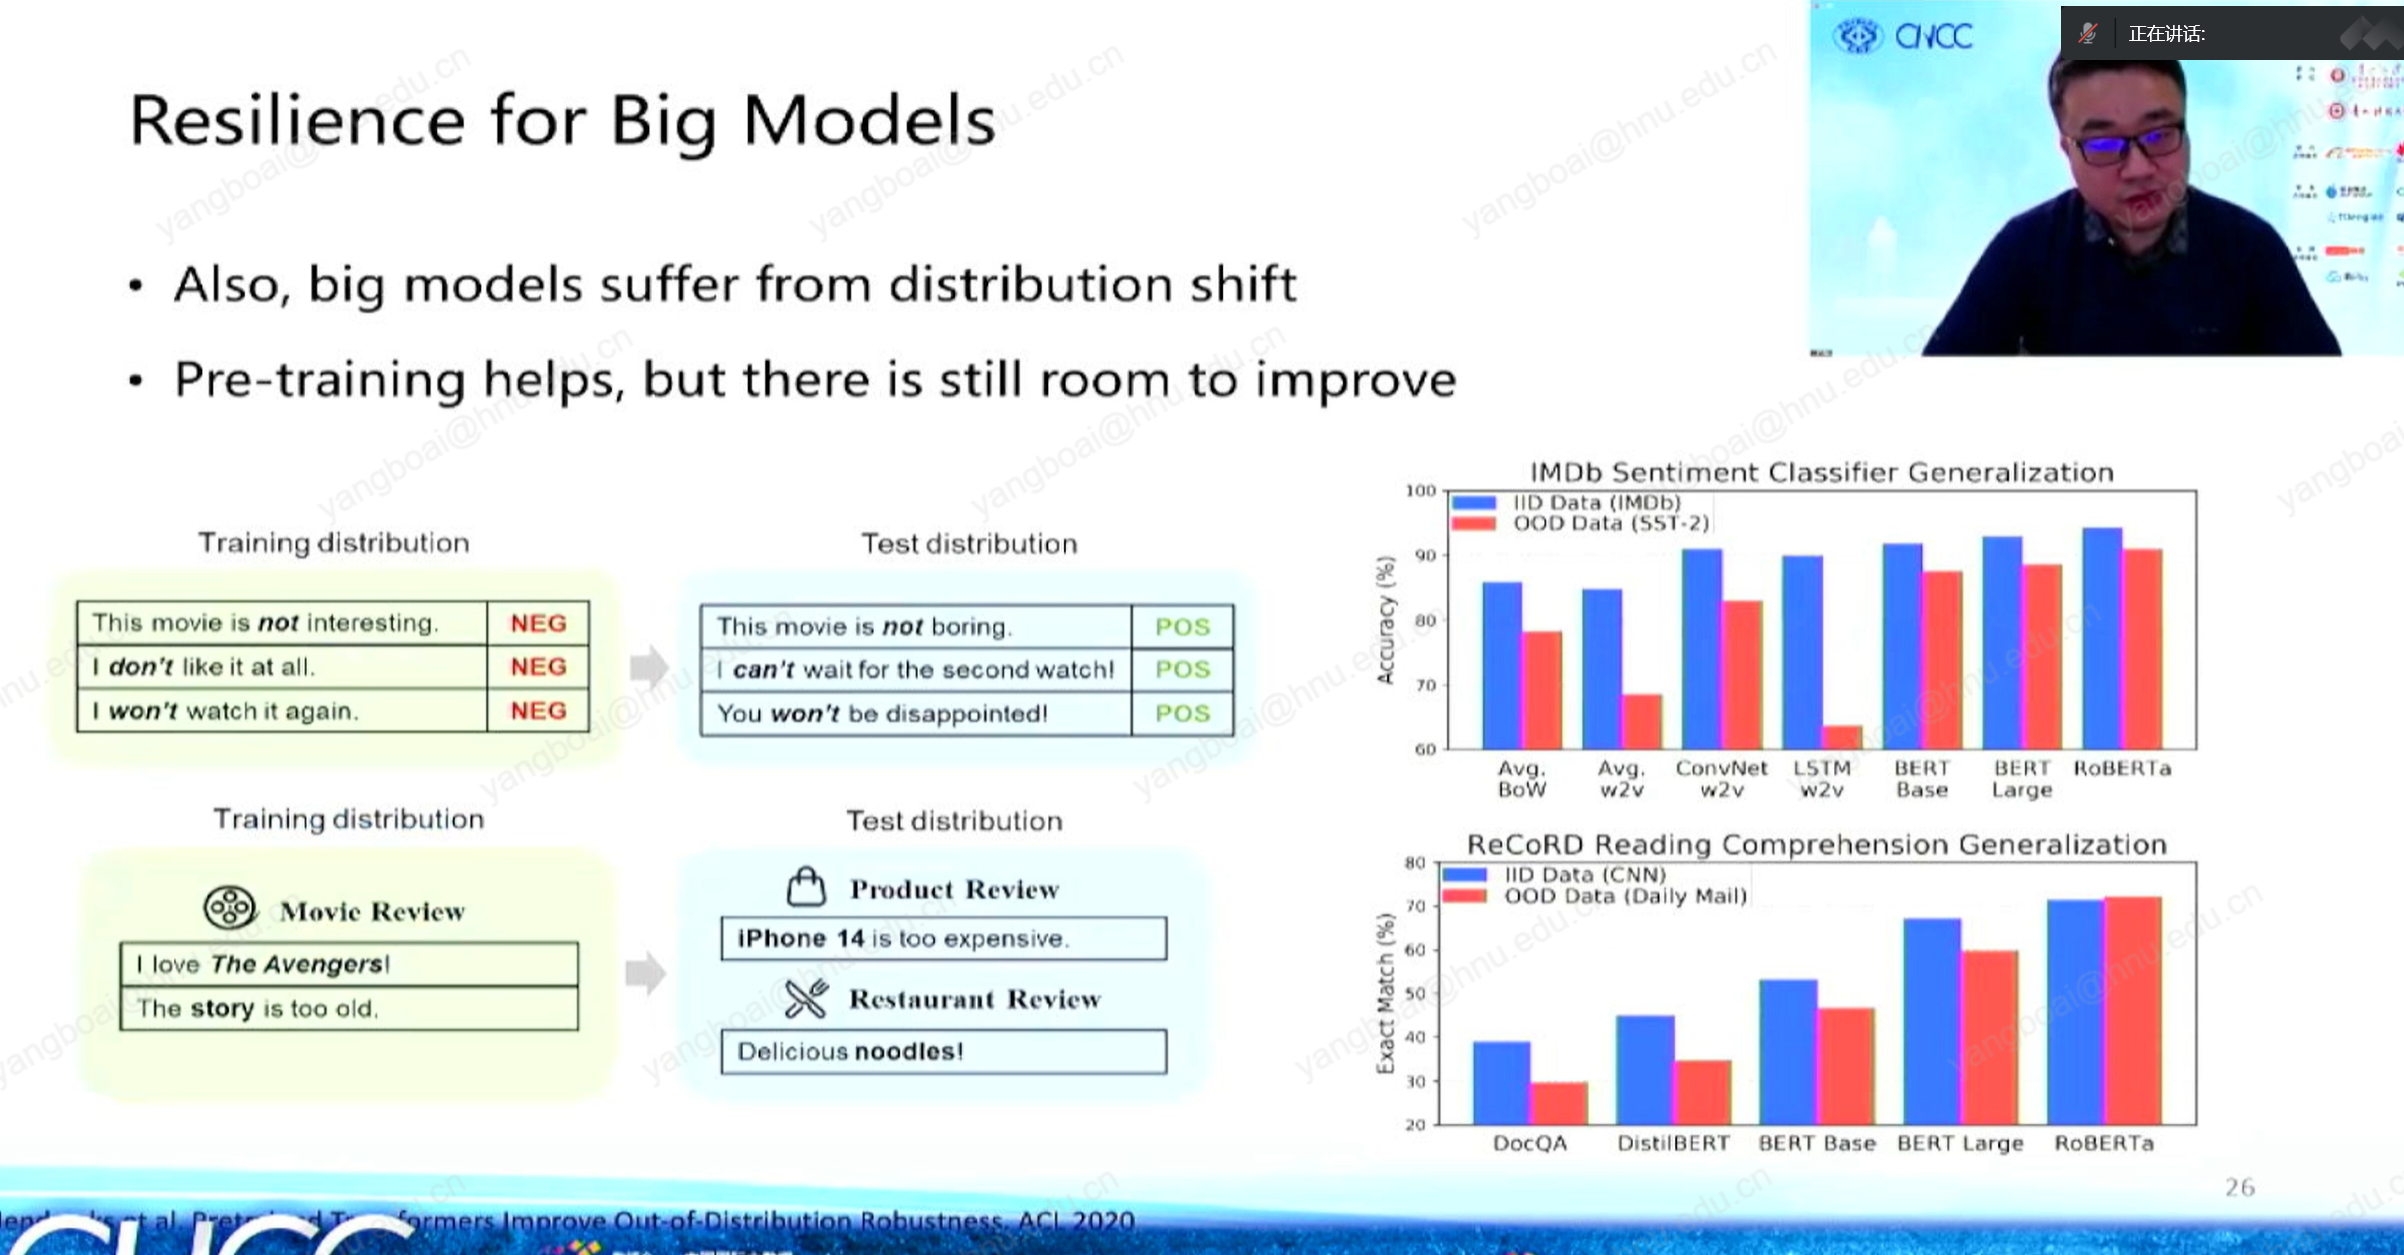 CNCC
正在讲话:
Resilience for Big Models
• Also, big models suffer from distribution shift
• Pre-training helps, but there is still room to improve
Training distribution
This movie is not interesting. NEG
I don't like it at all. NEG
I won't watch it again. NEG
Test distribution
This movie is not boring. POS
I can't wait for the second watch! POS
You won't be disappointed! POS
Training distribution
Movie Review
I love The Avengers!
The story is too old.
Test distribution
Product Review
iPhone 14 is too expensive.
Restaurant Review
Delicious noodles!
IMDb Sentiment Classifier Generalization
IID Data (IMDb)
OOD Data (SST-2)
Accuracy (%)
100
90
80
70
60
Avg. BoW
Avg. w2v
ConvNet w2v
LSTM w2v
BERT Base
BERT Large
RoBERTa
ReCoRD Reading Comprehension Generalization
IID Data (CNN)
OOD Data (Daily Mail)
Exact Match (%)
80
70
60
50
40
30
20
DocQA
DistilBERT
BERT Base
BERT Large
RoBERTa
26
et al. Transformers Improve Out-of-Distribution Robustness, ACL 2020
yangboai@hnu.edu.cn